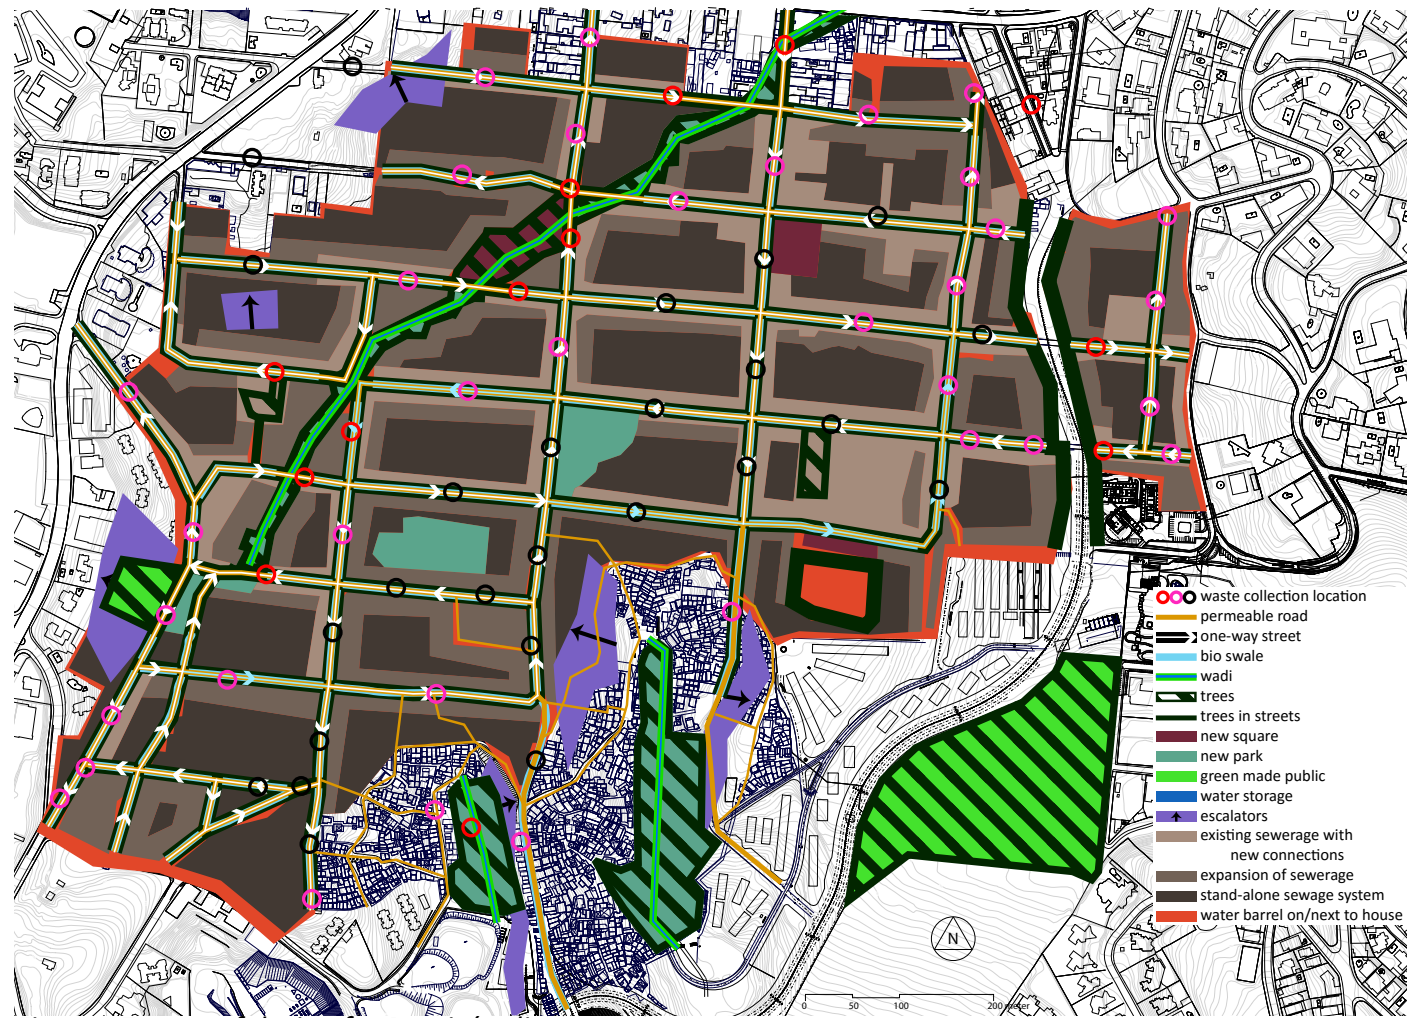 waste collection location
permeable road
one-way street
bio swale
wadi
trees
trees in streets
new square
new park
green made public
water storage
escalators
existing sewerage with
new connections
expansion of sewerage
stand-alone sewage system
water barrel on/next to house
N
0 50 100 200 meter